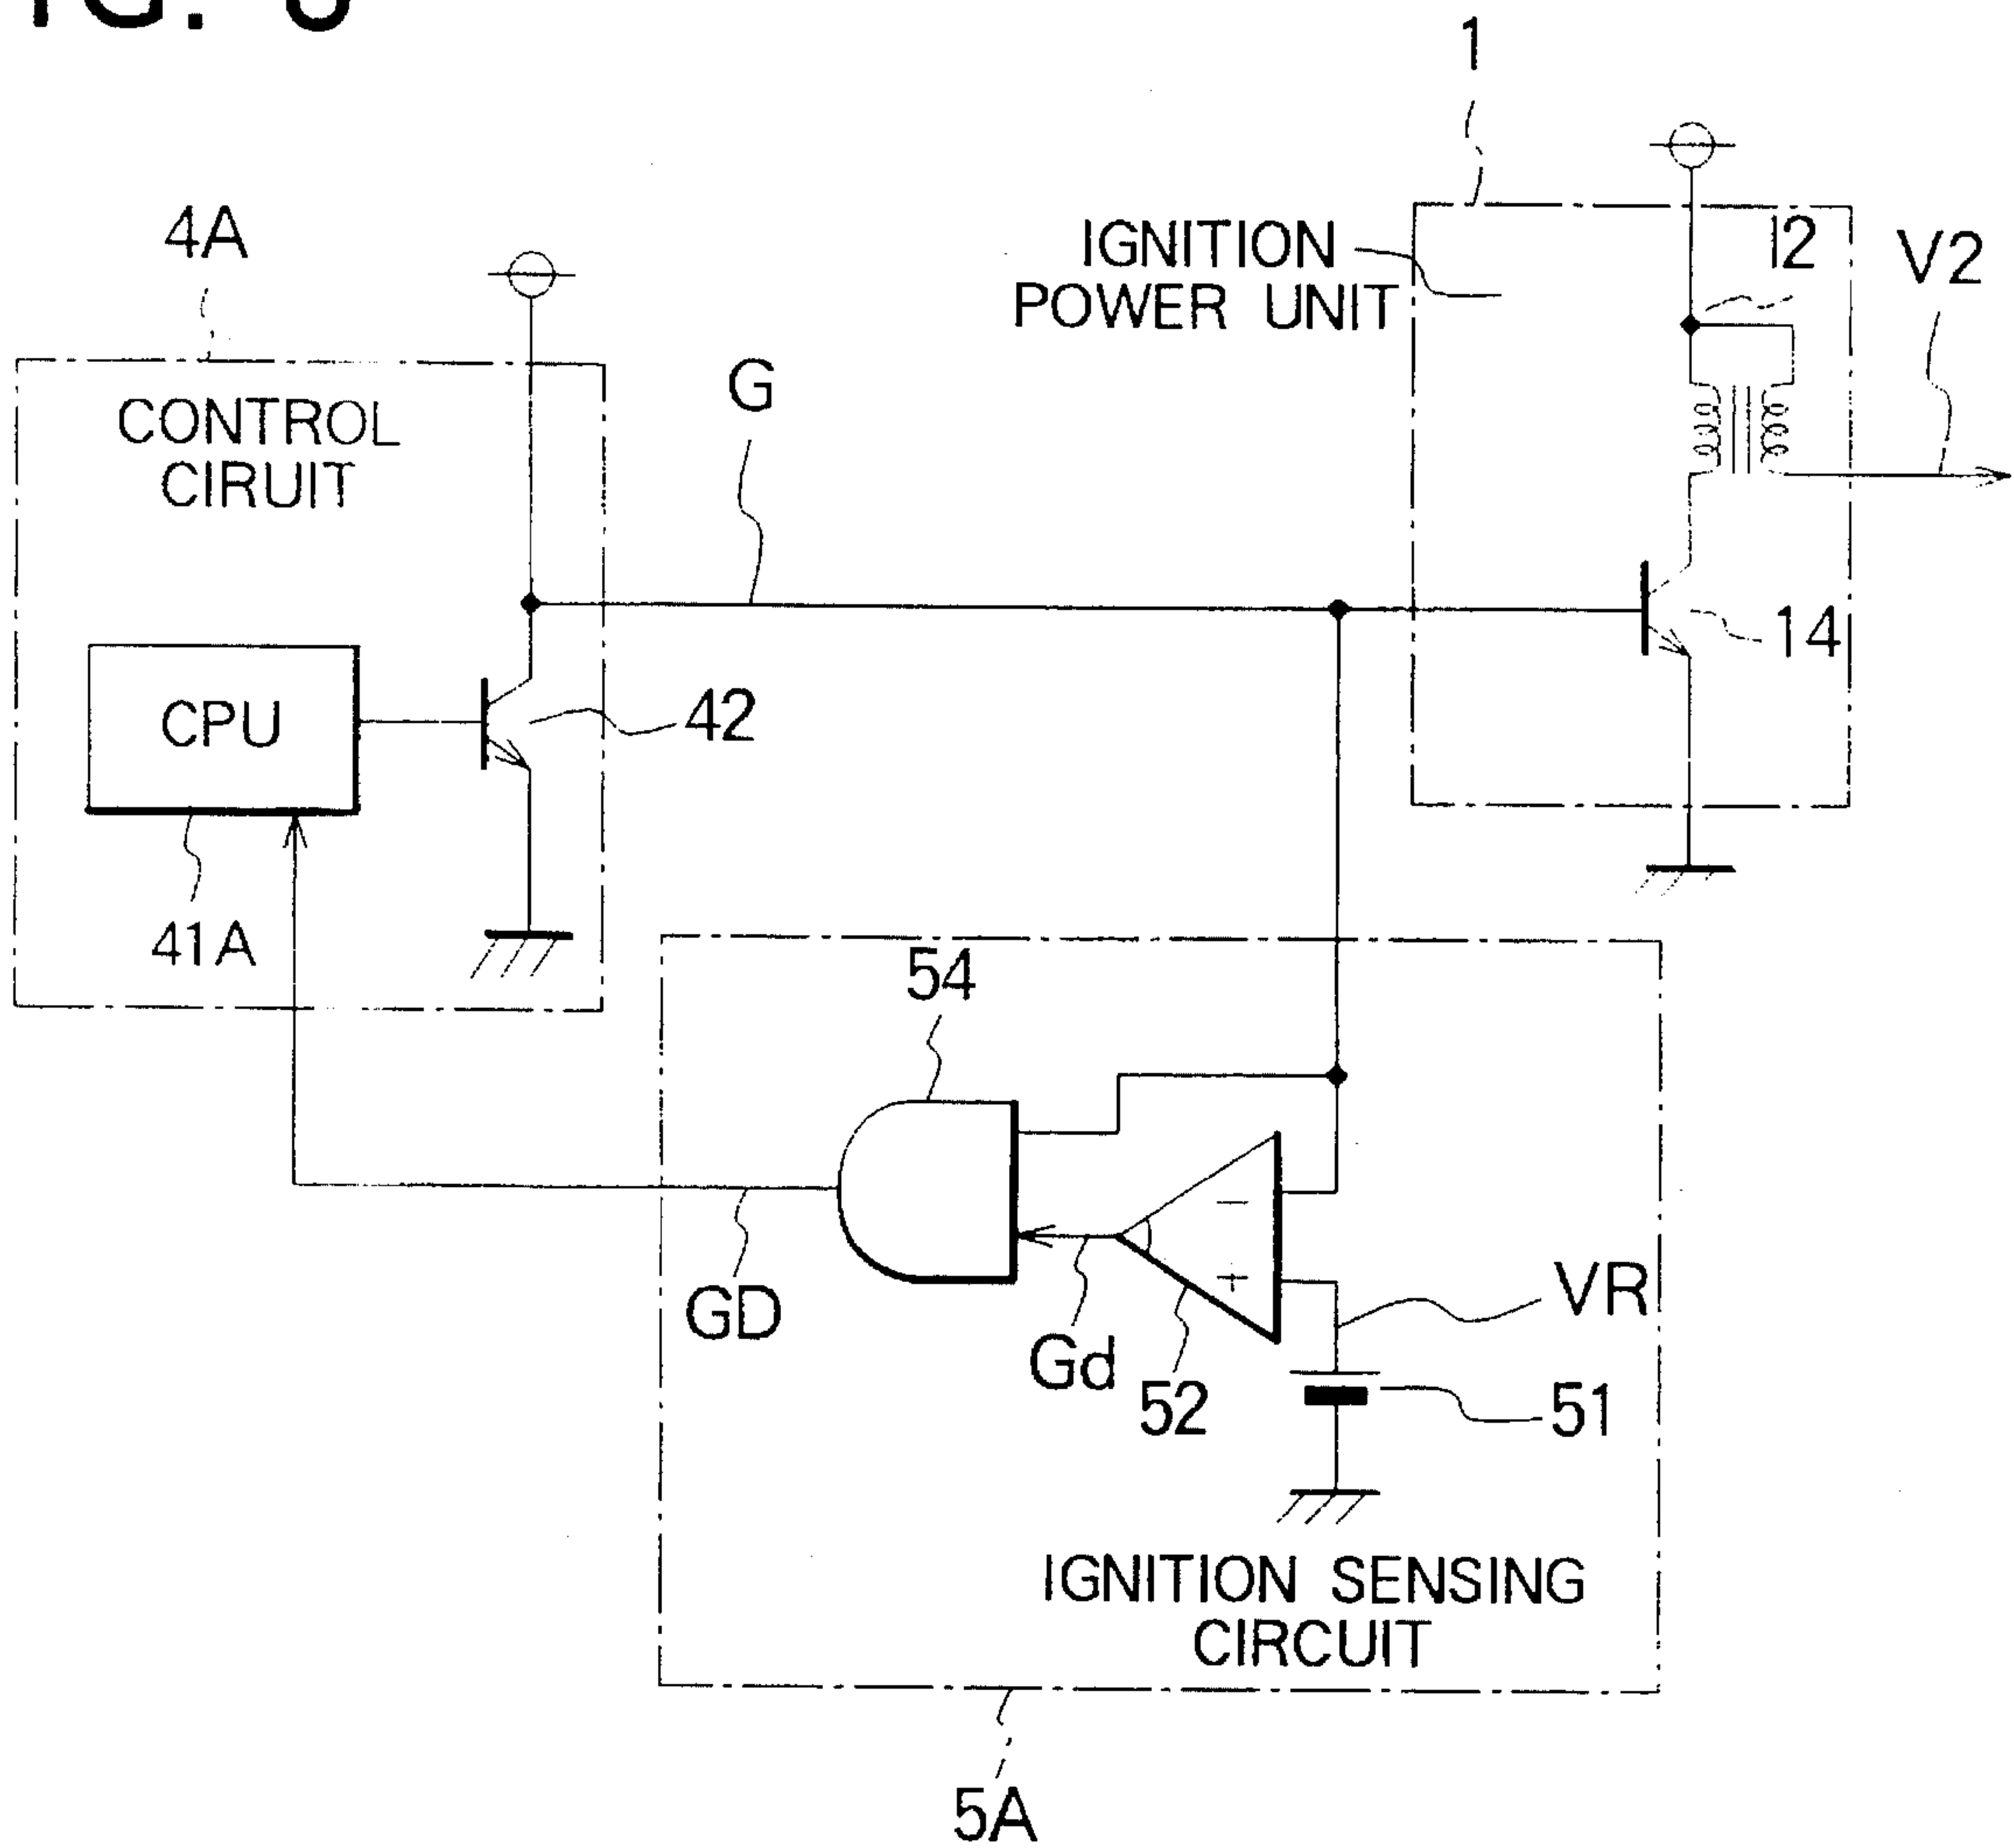 1
4A
IGNITION
POWER UNIT
12
V2
CONTROL
CIRUIT
G
CPU
42
14
41A
54
GD
Gd
52
VR
51
−
+
IGNITION SENSING
CIRCUIT
5A